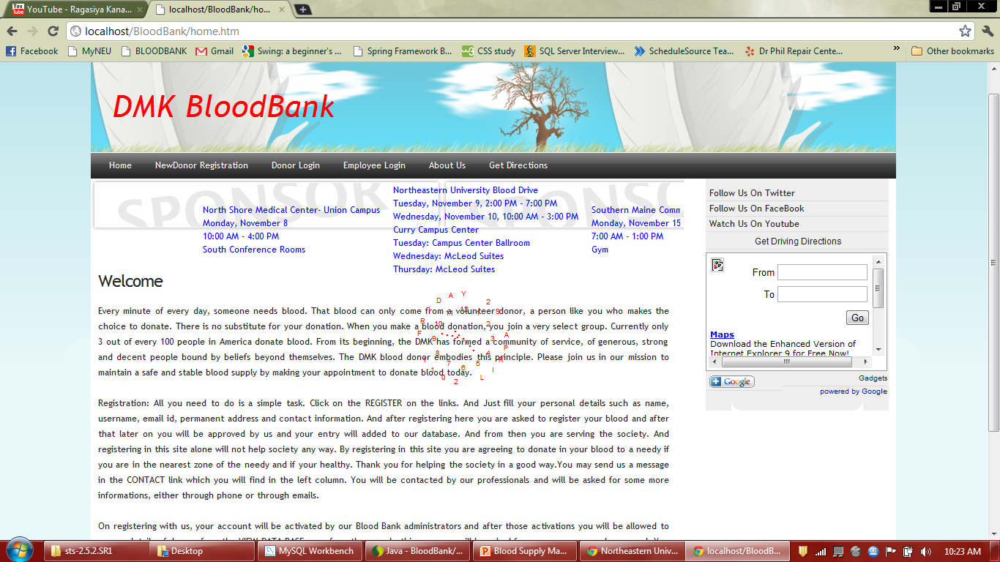 YouTube - Ragasiya Kana...
localhost/BloodBank/ho...
localhost/BloodBank/home.htm
Facebook
MyNEU
BLOODBANK
Gmail
Swing: a beginner's ...
Spring Framework B...
CSS study
SQL Server Interview...
ScheduleSource Tea...
Dr Phil Repair Cente...
»
Other bookmarks
DMK BloodBank
Home
NewDonor Registration
Donor Login
Employee Login
About Us
Get Directions
SPONSOR
SPONSO
North Shore Medical Center- Union Campus
Monday, November 8
10:00 AM - 4:00 PM
South Conference Rooms
Northeastern University Blood Drive
Tuesday, November 9, 2:00 PM - 7:00 PM
Wednesday, November 10, 10:00 AM - 3:00 PM
Curry Campus Center
Tuesday: Campus Center Ballroom
Wednesday: McLeod Suites
Thursday: McLeod Suites
Southern Maine Comm
Monday, November 15
7:00 AM - 1:00 PM
Gym
Follow Us On Twitter
Follow Us On FaceBook
Watch Us On Youtube
Get Driving Directions
From
To
Go
Maps
Download the Enhanced Version of
Internet Explorer 9 for Free Now!
Google
Gadgets
powered by Google
Welcome
Every minute of every day, someone needs blood. That blood can only come from a volunteer donor, a person like you who makes the
choice to donate. There is no substitute for your donation. When you make a blood donation, you join a very select group. Currently only
3 out of every 100 people in America donate blood. From its beginning, the DMK has formed a community of service, of generous, strong
and decent people bound by beliefs beyond themselves. The DMK blood donor embodies this principle. Please join us in our mission to
maintain a safe and stable blood supply by making your appointment to donate blood today.
Registration: All you need to do is a simple task. Click on the REGISTER on the links. And Just fill your personal details such as name,
username, email id, permanent address and contact information. And after registering here you are asked to register your blood and after
that later on you will be approved by us and your entry will added to our database. And from then you are serving the society. And
registering in this site alone will not help society any way. By registering in this site you are agreeing to donate in your blood to a needy if
you are in the nearest zone of the needy and if your healthy. Thank you for helping the society in a good way.You may send us a message
in the CONTACT link which you will find in the left column. You will be contacted by our professionals and will be asked for some more
informations, either through phone or through emails.
On registering with us, your account will be activated by our Blood Bank administrators and after those activations you will be allowed to
sts-2.5.2.SR1
Desktop
MySQL Workbench
Java - BloodBank/...
Blood Supply Ma...
Northeastern Univ...
localhost/BloodB...
10:23 AM